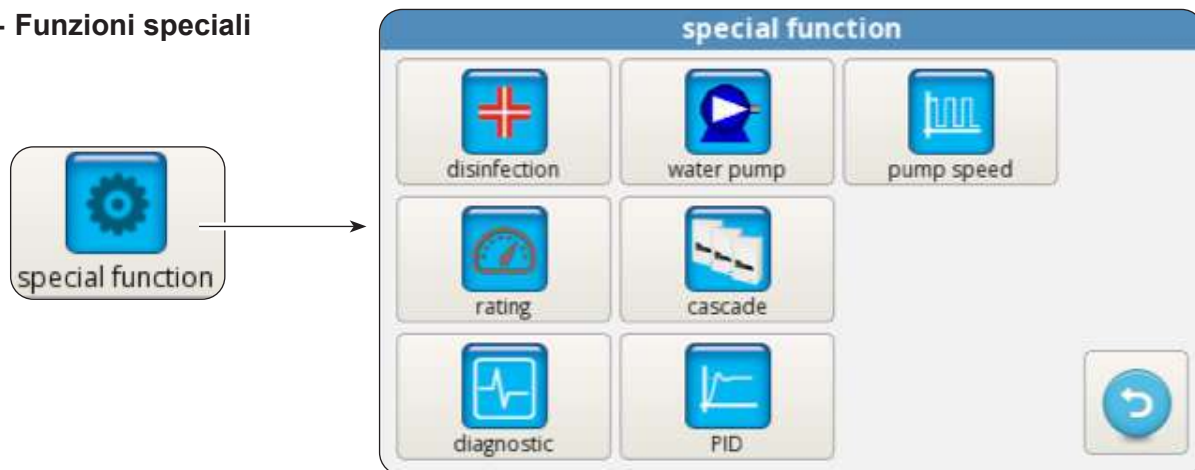 - Funzioni speciali
special function
special function
disinfection
water pump
pump speed
rating
cascade
diagnostic
PID